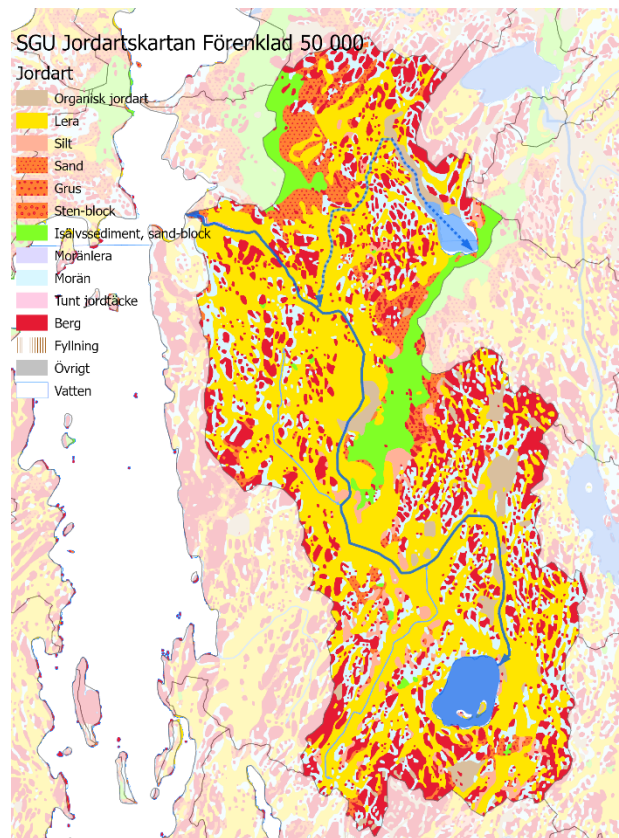 SGU Jordartskartan Förenklad 50 000
Jordart
Organisk jordart
Lera
Silt
Sand
Grus
Sten-block
Isälvssediment, sand-block
Moränlera
Morän
Tunt jordtäcke
Berg
Fyllning
Övrigt
Vatten